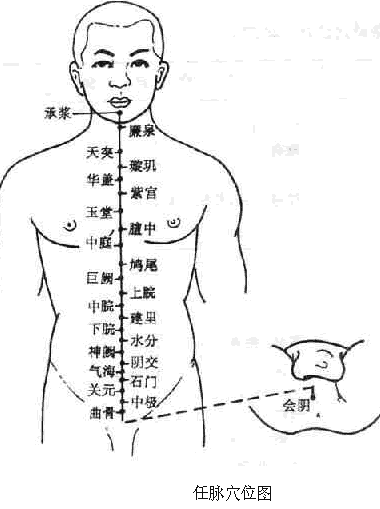 承浆
廉泉
天突
璇玑
华盖
紫宫
玉堂
膻中
中庭
鸠尾
巨阙
上脘
中脘
建里
下脘
水分
神阙
阴交
气海
石门
关元
中极
曲骨
会阴
任脉穴位图